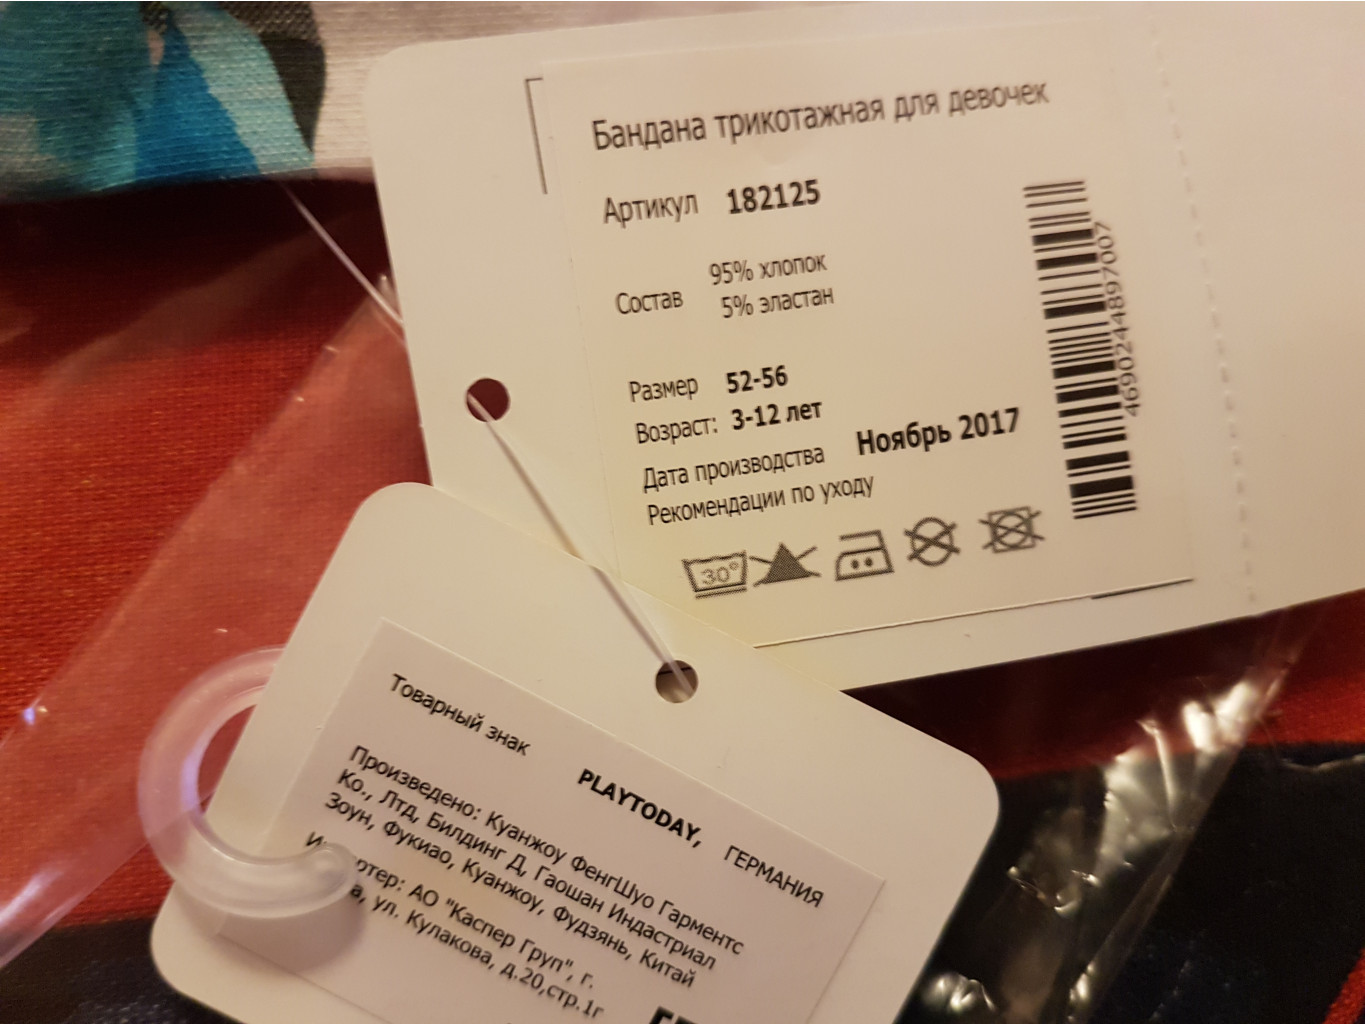 Бандана трикотажная для девочек
Артикул 182125
Состав 95% хлопок
5% эластан
Размер 52-56
Возраст: 3-12 лет
Дата производства Ноябрь 2017
Рекомендации по уходу
30°
4690244897007
Товарный знак
PLAYTODAY, ГЕРМАНИЯ
Произведено: Куанжоу ФенгШуо Гарментс
Ко., Лтд, Билдинг Д, Гаошан Индастриал
Зоун, Фукиао, Куанжоу, Фудзянь, Китай
АО "Каспер Груп", г.
ул. Кулакова, д.20,стр.1г